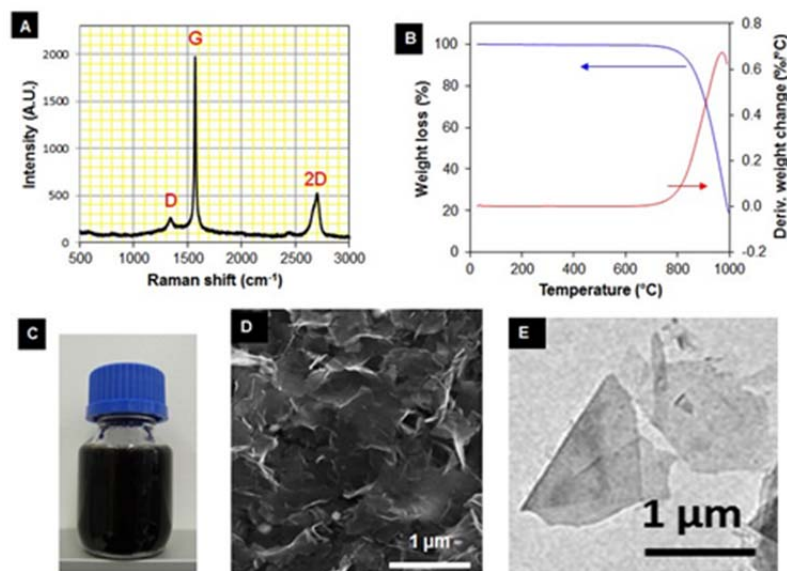 A
G
D
2D
Intensity (A.U.)
2000
1500
1000
500
0
500 1000 1500 2000 2500 3000
Raman shift (cm⁻¹)
B
Weight loss (%)
100
80
60
40
20
0
0 200 400 600 800 1000
Temperature (°C)
0.8
0.6
0.4
0.2
0.0
-0.2
Deriv. weight change (%/°C)
C
D
1 µm
E
1 µm